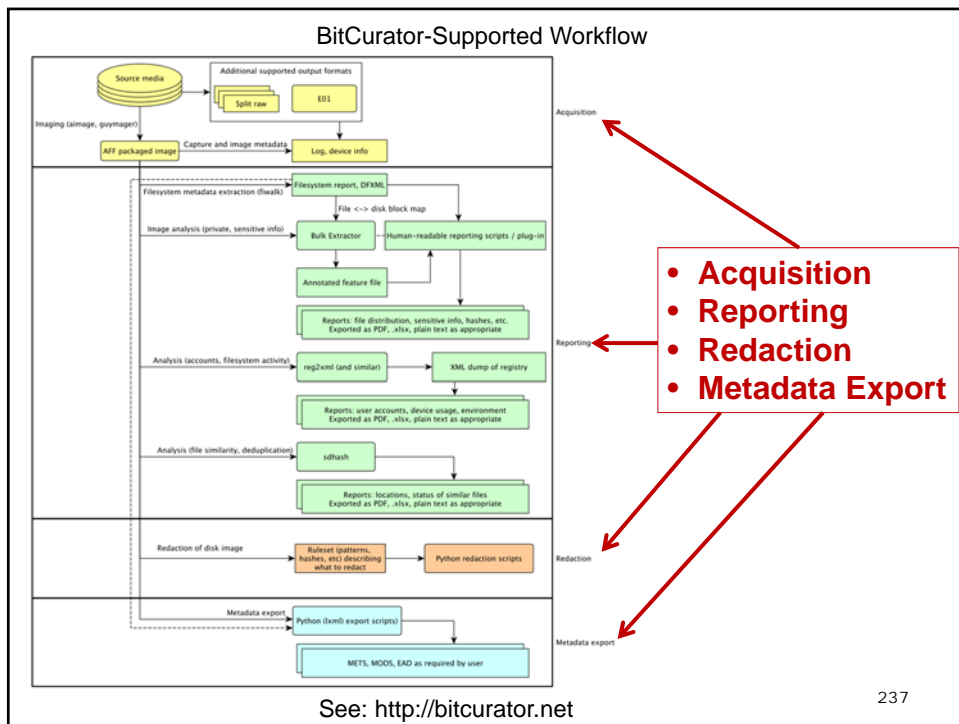 BitCurator-Supported Workflow
Source media
Additional supported output formats
Split raw
E01
Imaging (aimage, guymager)
AFF packaged image
Capture and image metadata
Log, device info
Acquisition
Filesystem metadata extraction (fiwalk)
Filesystem report, DFXML
File <-> disk block map
Image analysis (private, sensitive info)
Bulk Extractor
Human-readable reporting scripts / plug-in
Annotated feature file
Reports: file distribution, sensitive info, hashes, etc.
Exported as PDF, .xlsx, plain text as appropriate
Reporting
Analysis (accounts, filesystem activity)
reg2xml (and similar)
XML dump of registry
Reports: user accounts, device usage, environment
Exported as PDF, .xlsx, plain text as appropriate
Analysis (file similarity, deduplication)
sdhash
Reports: locations, status of similar files
Exported as PDF, .xlsx, plain text as appropriate
Redaction of disk image
Ruleset (patterns,
hashes, etc) describing
what to redact
Python redaction scripts
Redaction
Metadata export
Python (lxml) export scripts)
METS, MODS, EAD as required by user
Metadata export
• Acquisition
• Reporting
• Redaction
• Metadata Export
See: http://bitcurator.net
237